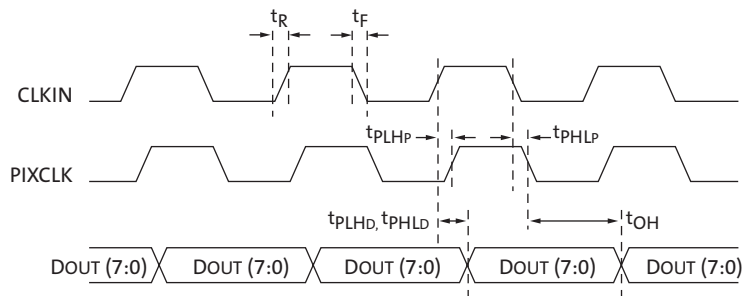 tR tF
CLKIN
tPLHP tPHLP
PIXCLK
tPLHD, tPHLD tOH
DOUT (7:0) DOUT (7:0) DOUT (7:0) DOUT (7:0) DOUT (7:0)